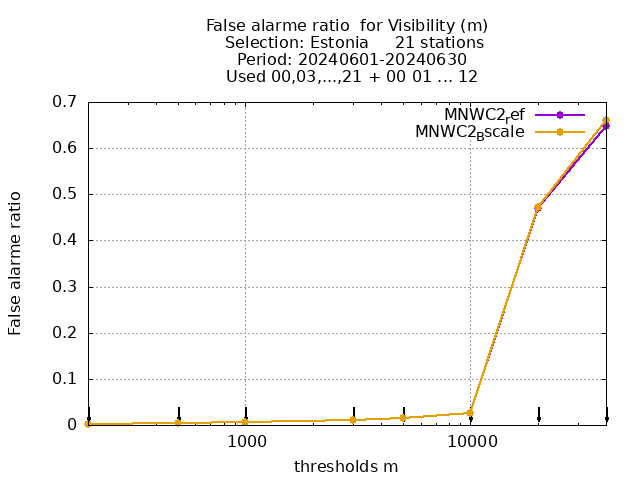 False alarme ratio  for Visibility (m)
Selection: Estonia     21 stations
Period: 20240601-20240630
Used 00,03,...,21 + 00 01 ... 12
MNWC2ref
MNWC2Bscale
0.7
0.6
0.5
0.4
0.3
0.2
0.1
0
False alarme ratio
1000
10000
thresholds m